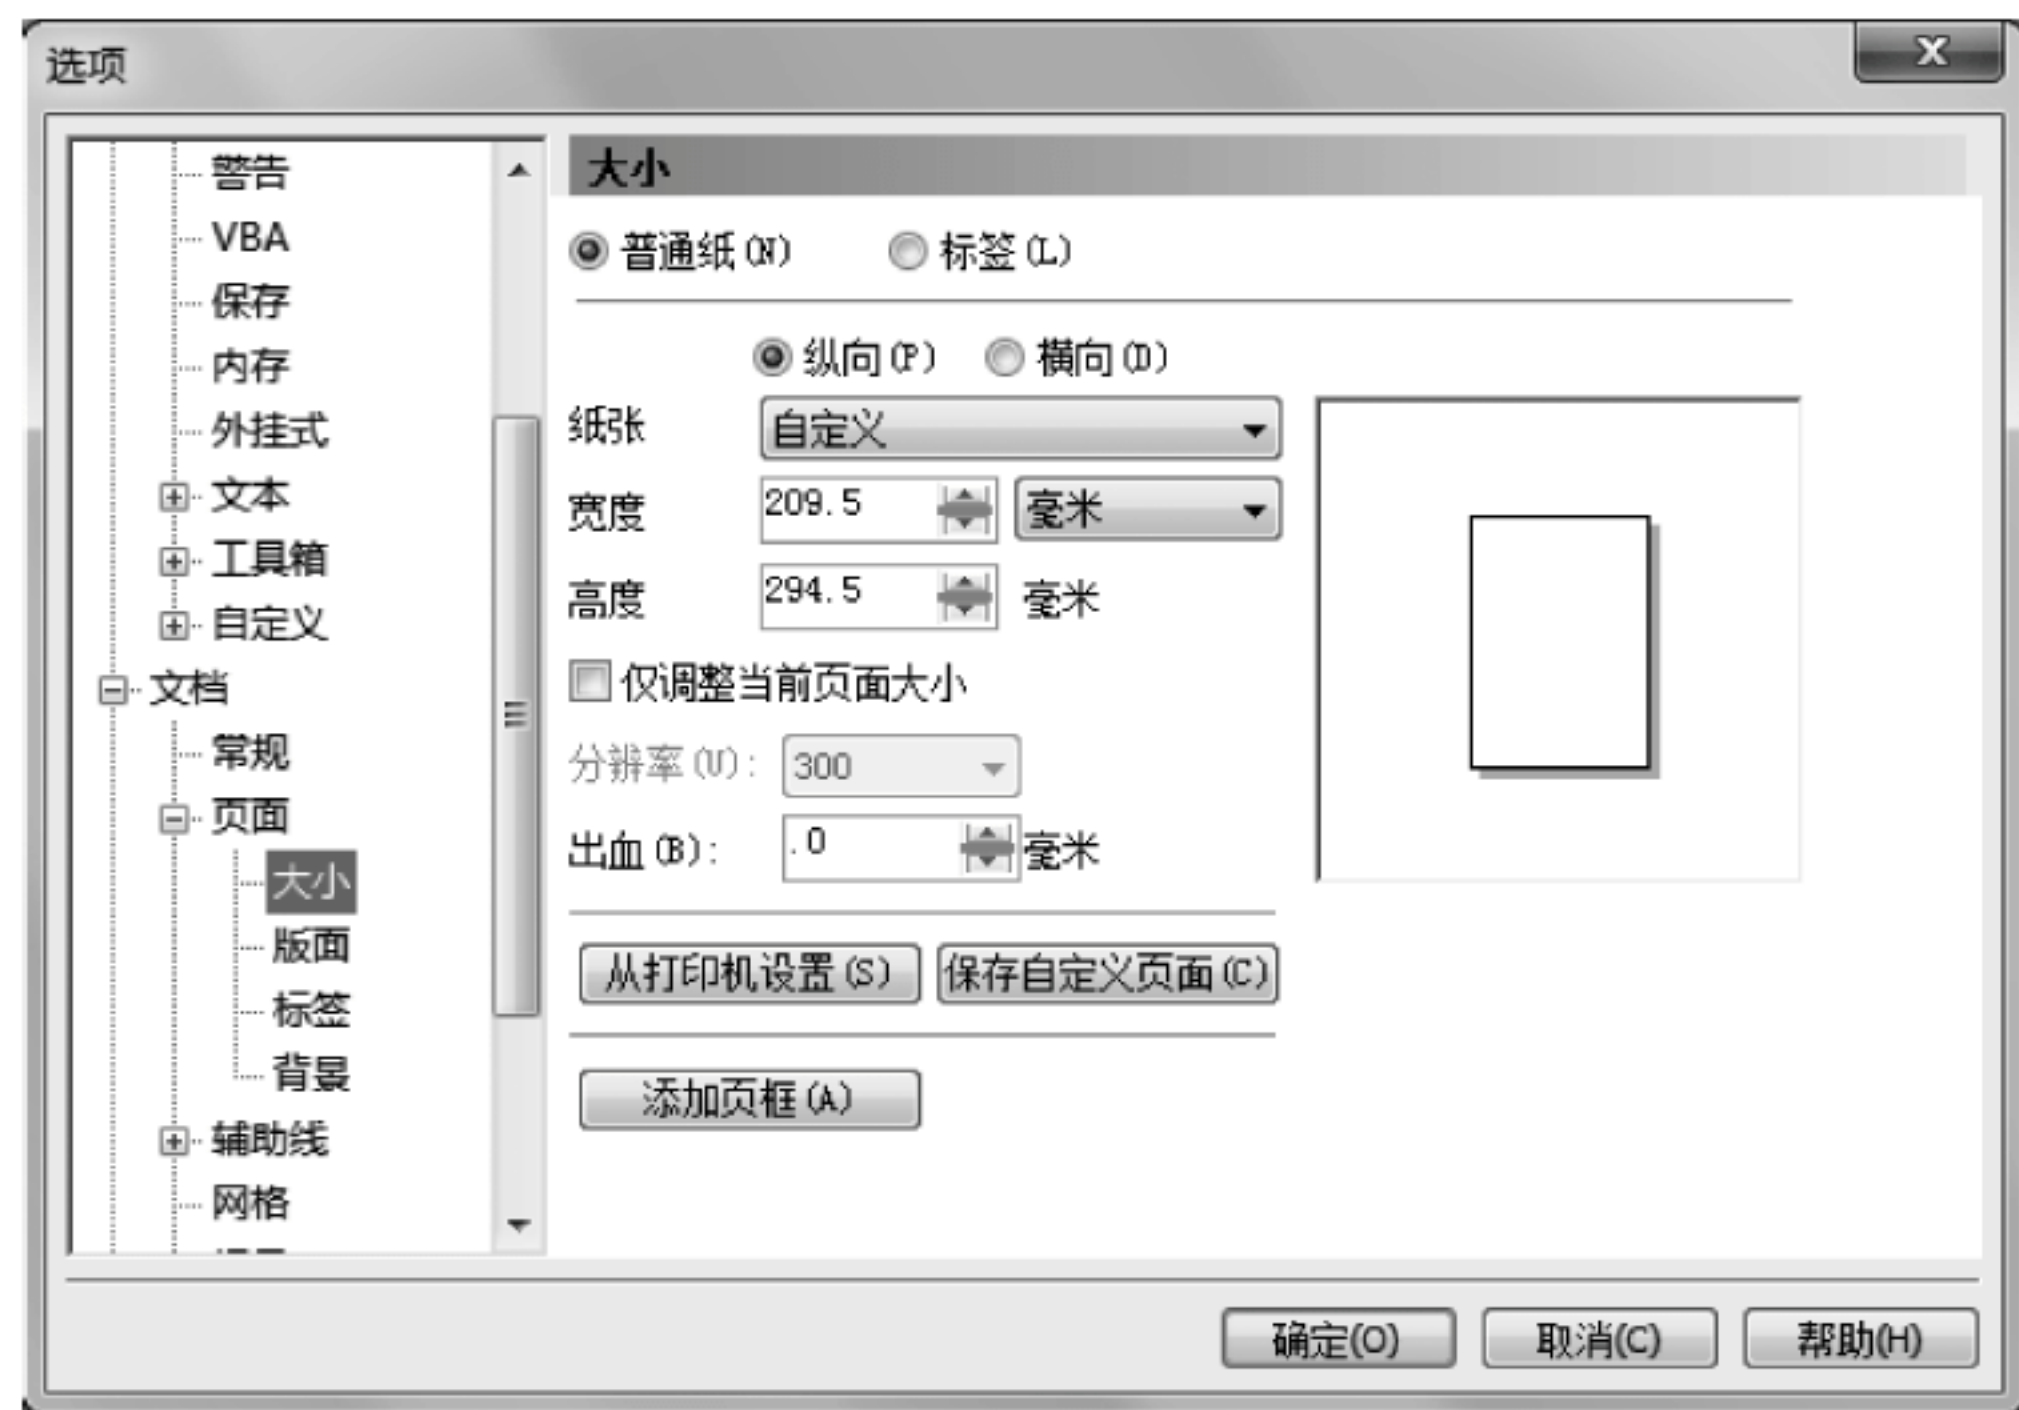 选项
X
警告
VBA
保存
内存
外挂式
文本
工具箱
自定义
文档
常规
页面
大小
版面
标签
背景
辅助线
网格
大小
普通纸(N) 标签(L)
纵向(P) 横向(D)
纸张 自定义
宽度 209.5 毫米
高度 294.5 毫米
仅调整当前页面大小
分辨率(U): 300
出血(B): .0 毫米
从打印机设置(S) 保存自定义页面(C)
添加页框(A)
确定(O) 取消(C) 帮助(H)